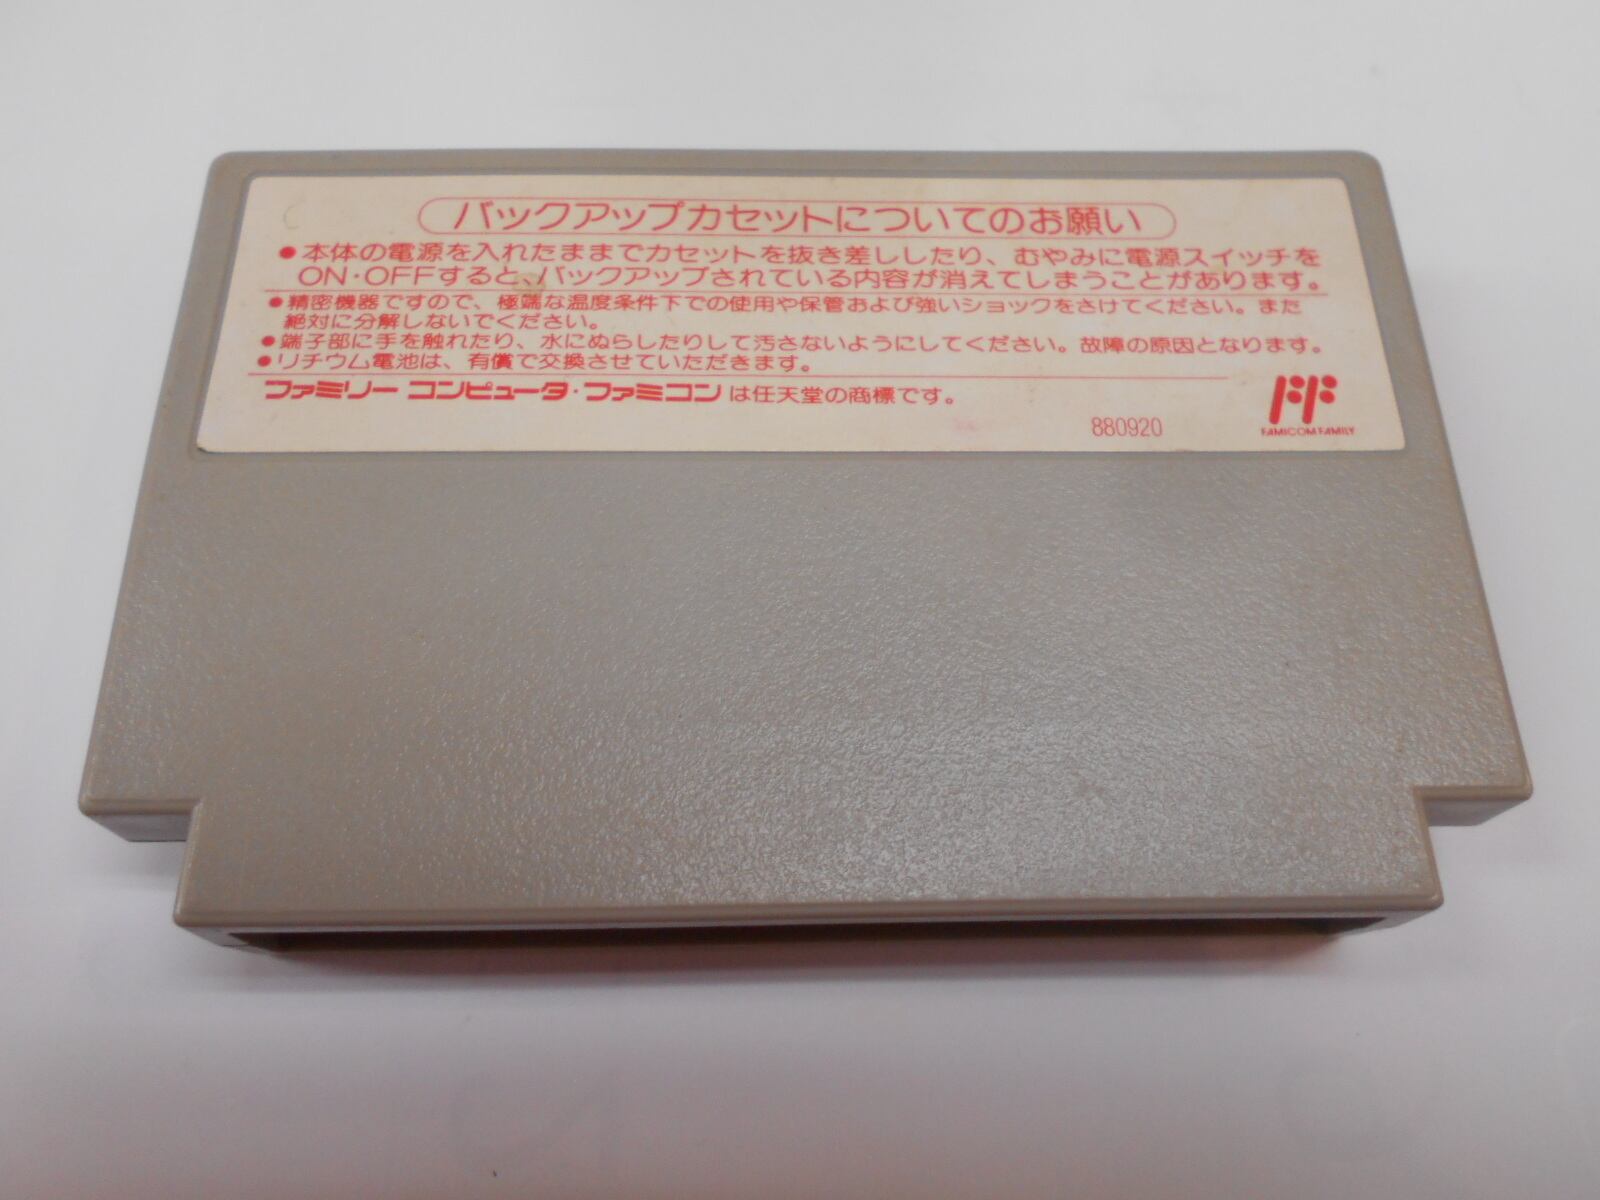 バックアップカセットについてのお願い
●本体の電源を入れたままでカセットを抜き差ししたり、むやみに電源スイッチを
ON・OFFすると、バックアップされている内容が消えてしまうことがあります。
●精密機器ですので、極端な温度条件下での使用や保管および強いショックをさけてください。また
絶対に分解しないでください。
●端子部に手を触れたり、水にぬらしたりして汚さないようにしてください。故障の原因となります。
●リチウム電池は、有償で交換させていただきます。
ファミリー コンピュータ・ファミコン は任天堂の商標です。
880920
FAMICOM FAMILY